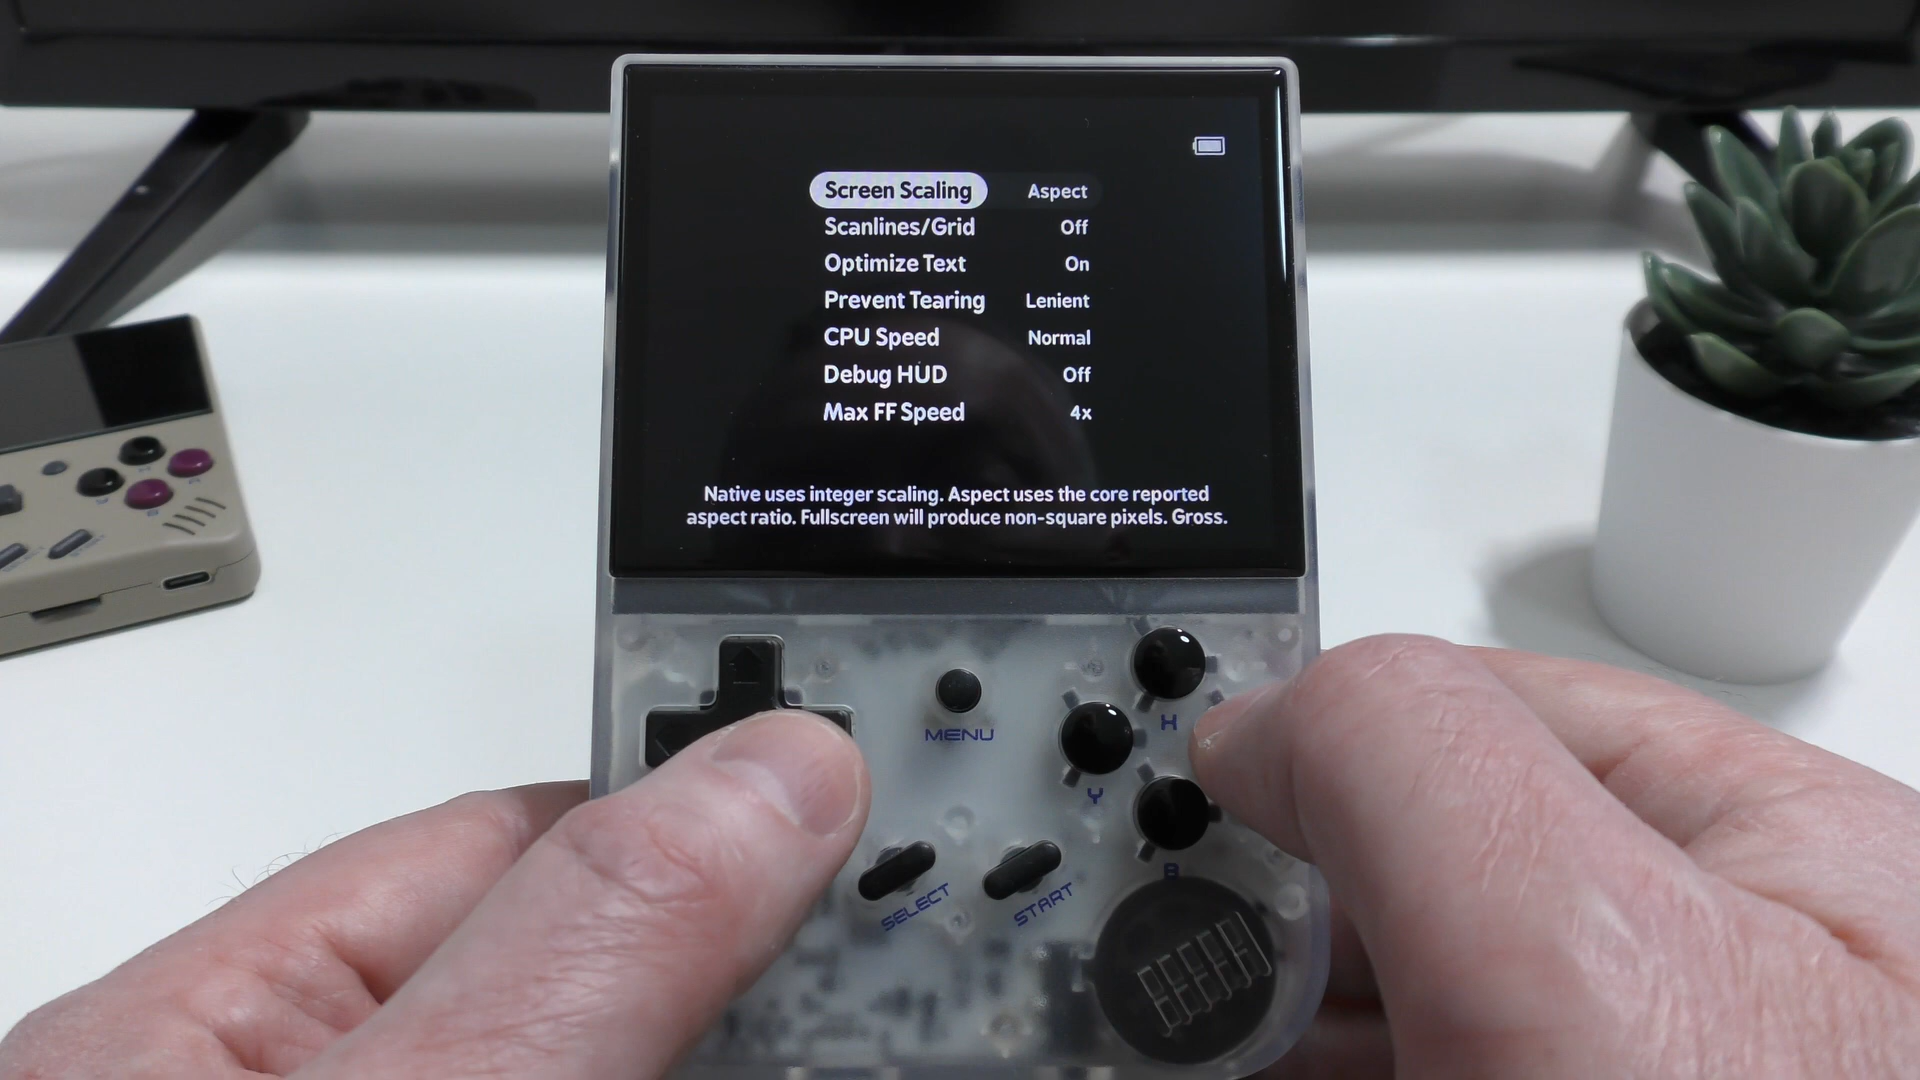 Screen Scaling Aspect
Scanlines/Grid Off
Optimize Text On
Prevent Tearing Lenient
CPU Speed Normal
Debug HUD Off
Max FF Speed 4x
Native uses integer scaling. Aspect uses the core reported
aspect ratio. Fullscreen will produce non-square pixels. Gross.
MENU
X
Y
B
SELECT
START